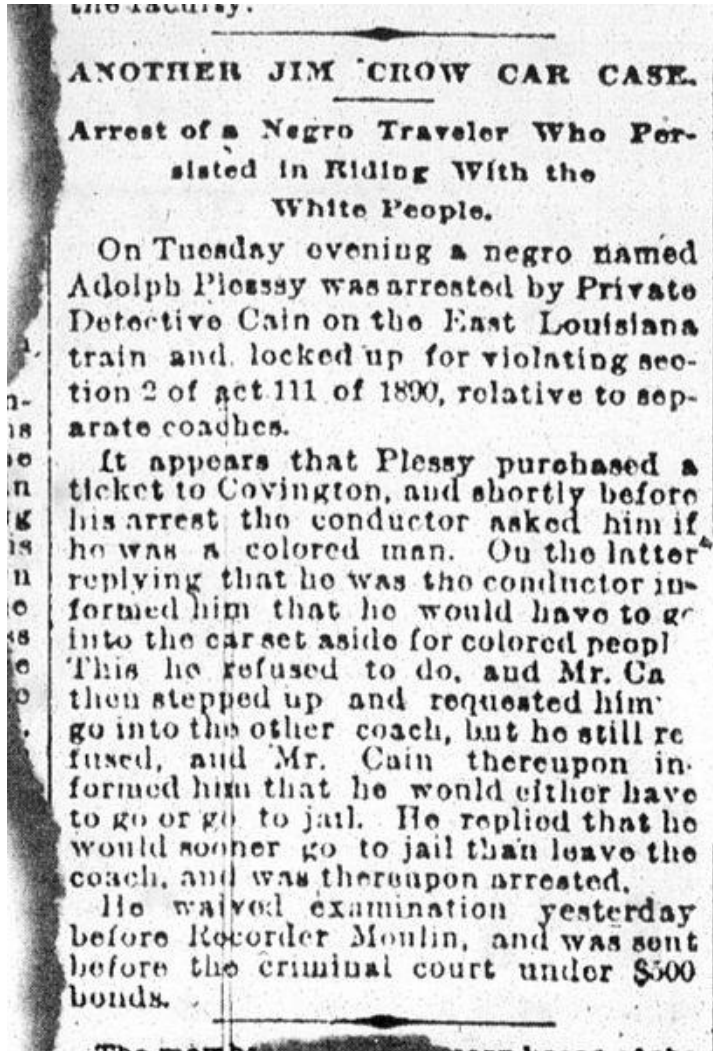 the faculty.
ANOTHER JIM CROW CAR CASE.
Arrest of a Negro Traveler Who Per-
sisted in Riding With the
White People.
On Tuesday evening a negro named
Adolph Plesssy was arrested by Private
Detective Cain on the East Louisiana
train and locked up for violating sec-
tion 2 of act 111 of 1890, relative to sep-
arate coaches.
It appears that Plessy purchased a
ticket to Covington, and shortly before
his arrest the conductor asked him if
he was a colored man. On the latter
replying that he was the conductor in-
formed him that he would have to go
into the car set aside for colored peopl
This he refused to do, and Mr. Ca
then stepped up and requested him
go into the other coach, but he still re
fused, and Mr. Cain thereupon in-
formed him that he would either have
to go or go to jail. He replied that he
would sooner go to jail than leave the
coach, and was thereupon arrested.
He waived examination yesterday
before Recorder Moulin, and was sent
before the criminal court under $500
bonds.